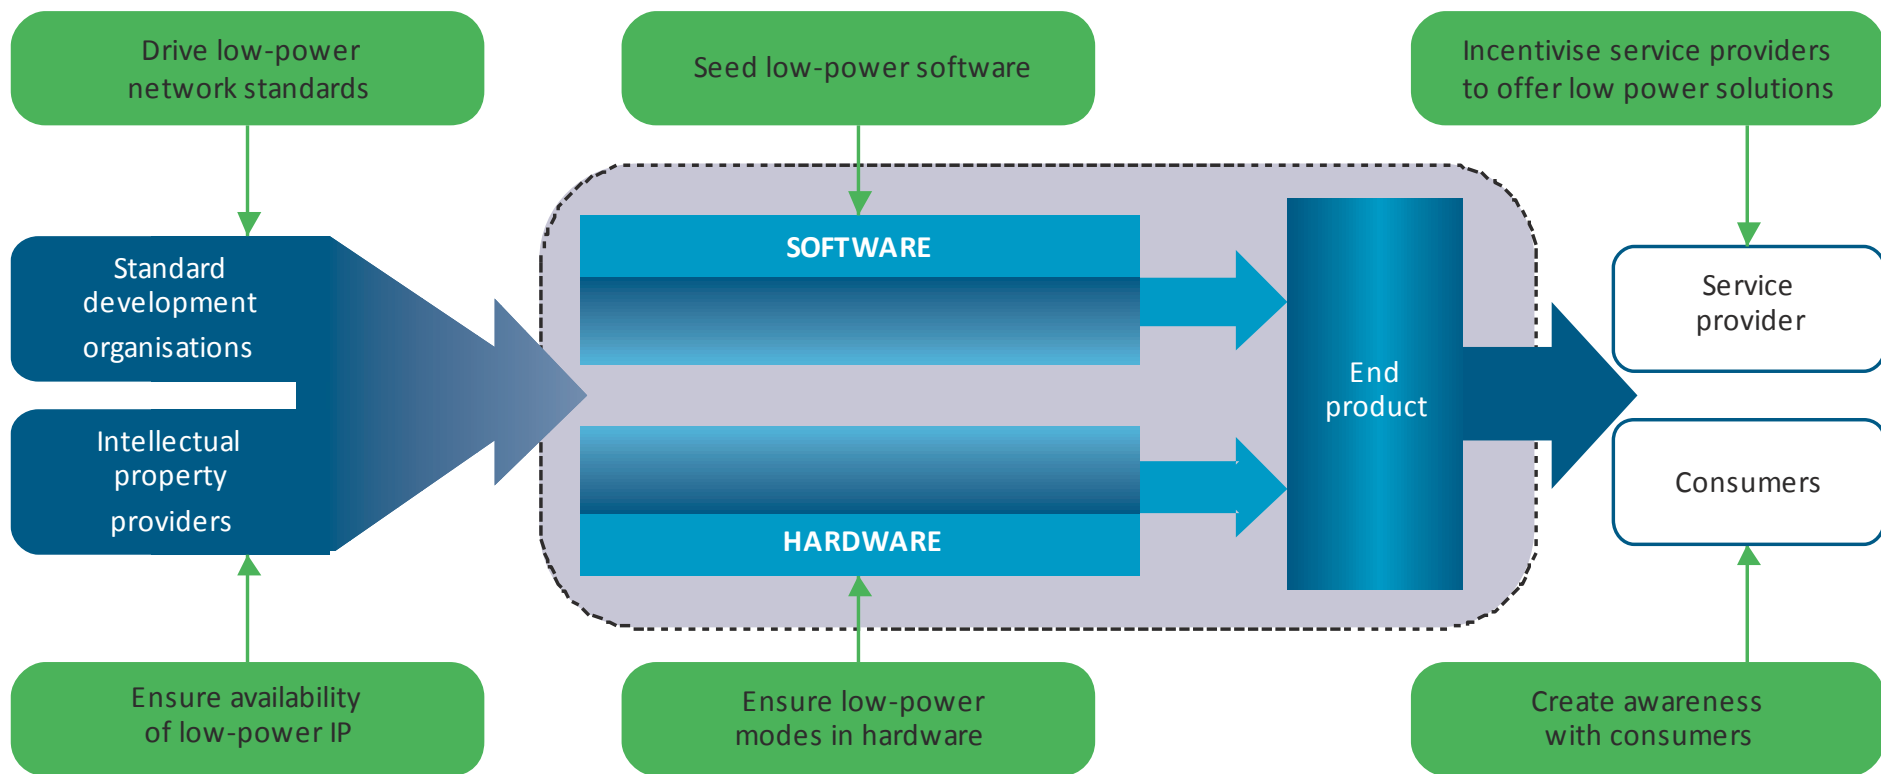 Drive low-power
network standards
Seed low-power software
Incentivise service providers
to offer low power solutions
Standard
development
organisations
Intellectual
property
providers
SOFTWARE
HARDWARE
End
product
Service
provider
Consumers
Ensure availability
of low-power IP
Ensure low-power
modes in hardware
Create awareness
with consumers